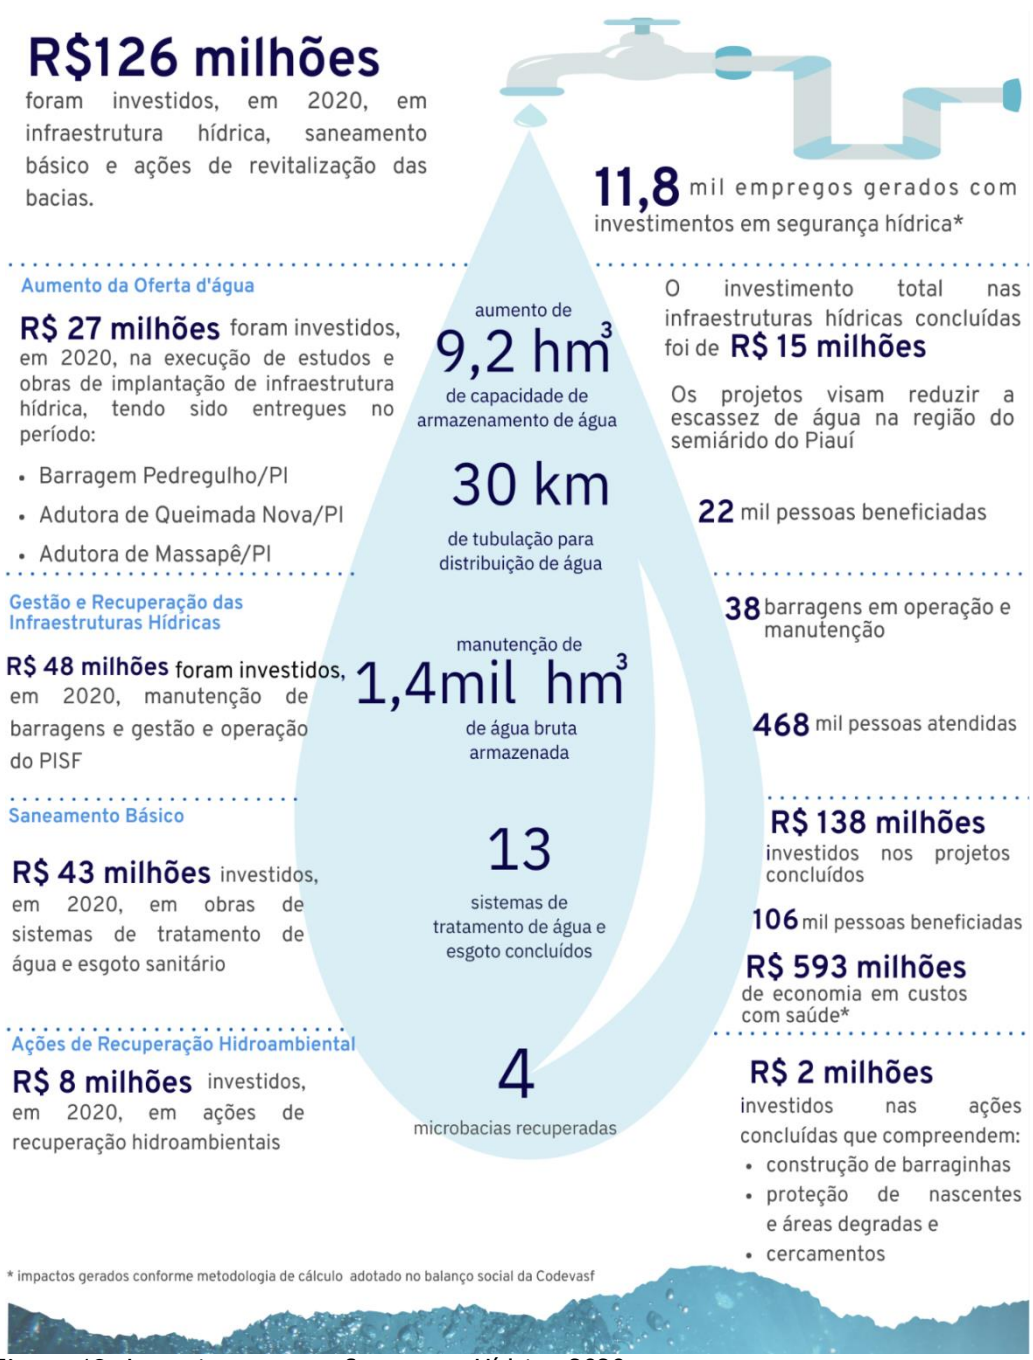 R$126 milhões
foram investidos, em 2020, em
infraestrutura hídrica, saneamento
básico e ações de revitalização das
bacias.
11,8 mil empregos gerados com
investimentos em segurança hídrica*
Aumento da Oferta d'água
R$ 27 milhões foram investidos,
em 2020, na execução de estudos e
obras de implantação de infraestrutura
hídrica, tendo sido entregues no
período:
• Barragem Pedregulho/PI
• Adutora de Queimada Nova/PI
• Adutora de Massapê/PI
aumento de
9,2 hm³
de capacidade de
armazenamento de água
30 km
de tubulação para
distribuição de água
O investimento total nas
infraestruturas hídricas concluídas
foi de R$ 15 milhões
Os projetos visam reduzir a
escassez de água na região do
semiárido do Piauí
22 mil pessoas beneficiadas
Gestão e Recuperação das
Infraestruturas Hídricas
R$ 48 milhões foram investidos,
em 2020, manutenção de
barragens e gestão e operação
do PISF
manutenção de
1,4mil hm³
de água bruta
armazenada
38 barragens em operação e
manutenção
468 mil pessoas atendidas
Saneamento Básico
R$ 43 milhões investidos,
em 2020, em obras de
sistemas de tratamento de
água e esgoto sanitário
13
sistemas de
tratamento de água e
esgoto concluídos
R$ 138 milhões
investidos nos projetos
concluídos
106 mil pessoas beneficiadas
R$ 593 milhões
de economia em custos
com saúde*
Ações de Recuperação Hidroambiental
R$ 8 milhões investidos,
em 2020, em ações de
recuperação hidroambientais
4
microbacias recuperadas
R$ 2 milhões
investidos nas ações
concluídas que compreendem:
• construção de barraginhas
• proteção de nascentes
e áreas degradas e
• cercamentos
* impactos gerados conforme metodologia de cálculo adotado no balanço social da Codevasf